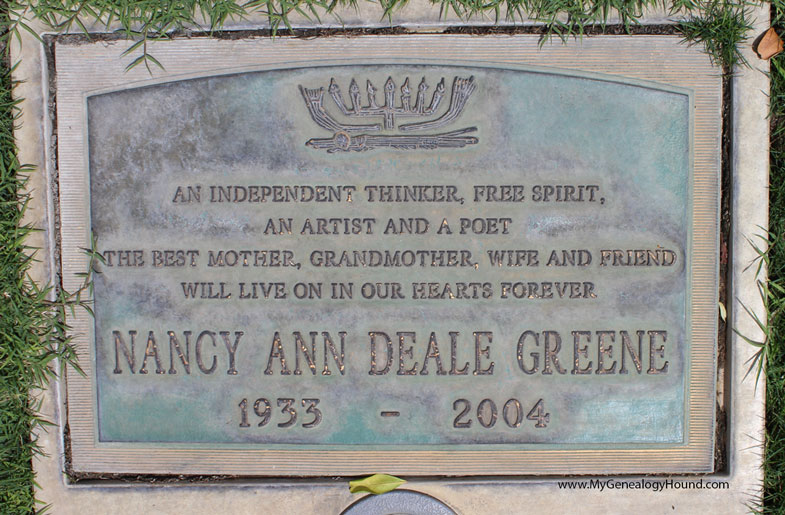 AN INDEPENDENT THINKER, FREE SPIRIT,
AN ARTIST AND A POET
THE BEST MOTHER, GRANDMOTHER, WIFE AND FRIEND
WILL LIVE ON IN OUR HEARTS FOREVER
NANCY ANN DEALE GREENE
1933 - 2004
www.MyGenealogyHound.com